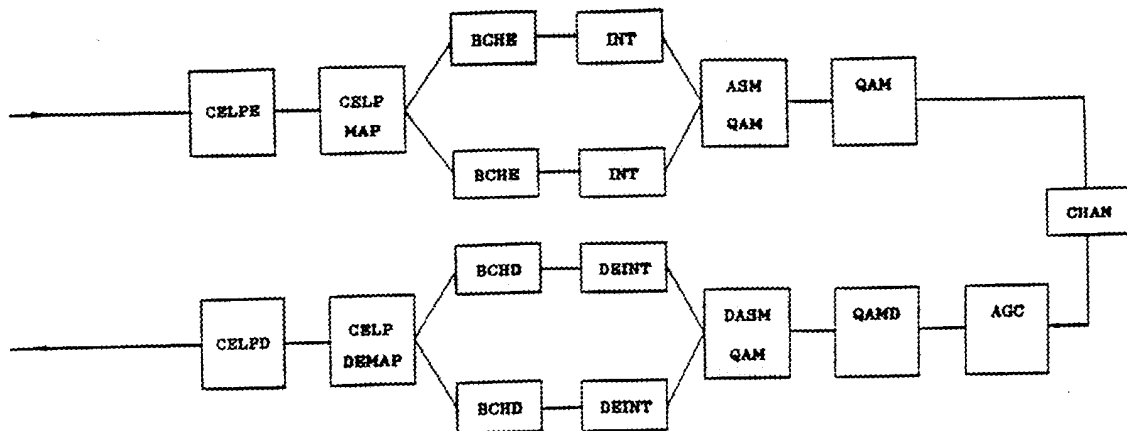 BCHE
INT
CELPE
CELP
MAP
ASM
QAM
QAM
BCHE
INT
CHAN
BCHD
DEINT
CELPD
CELP
DEMAP
DASM
QAM
QAMD
AGC
BCHD
DEINT